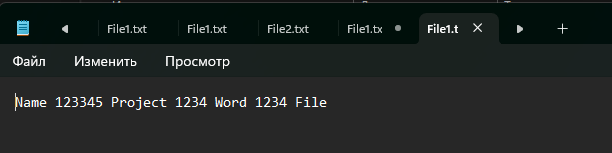 File1.txt File1.txt File2.txt File1.tx File1.t
Файл Изменить Просмотр
Name 123345 Project 1234 Word 1234 File